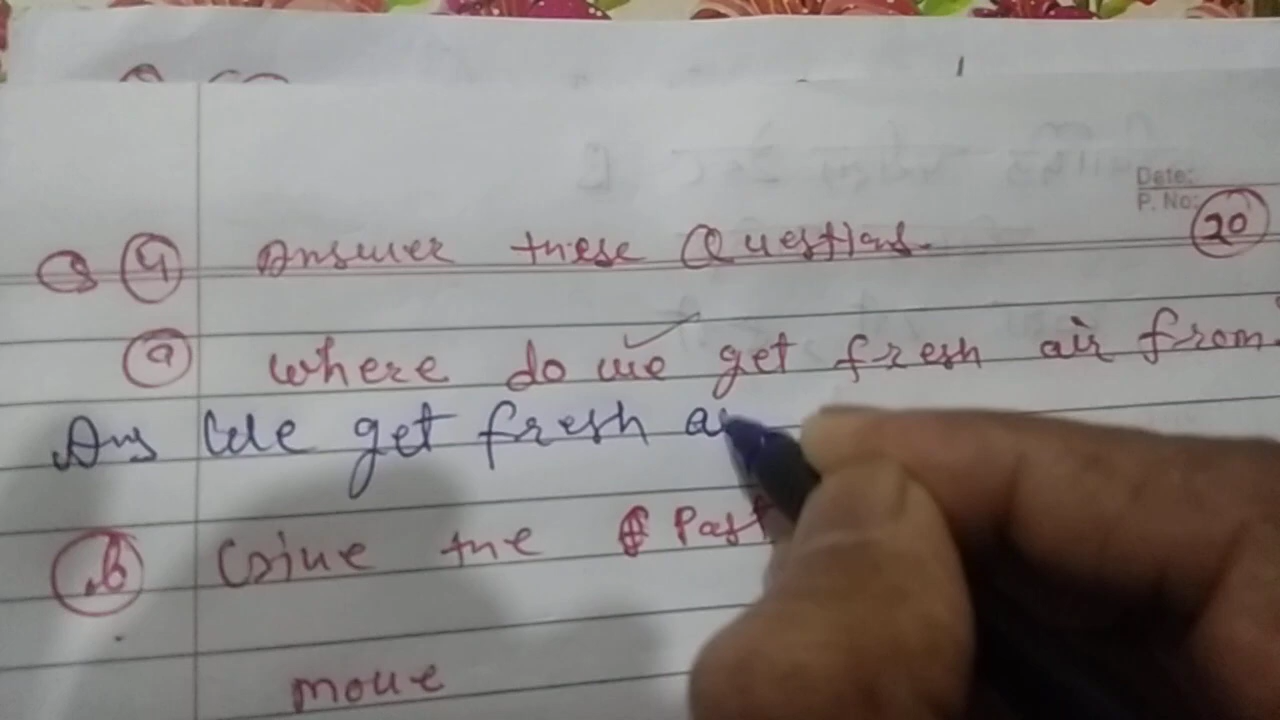 Date:
P. No: 20
Q 4 Answer these Questions.
a Where do we get fresh air from
Ans We get fresh a
b Give the Past
move